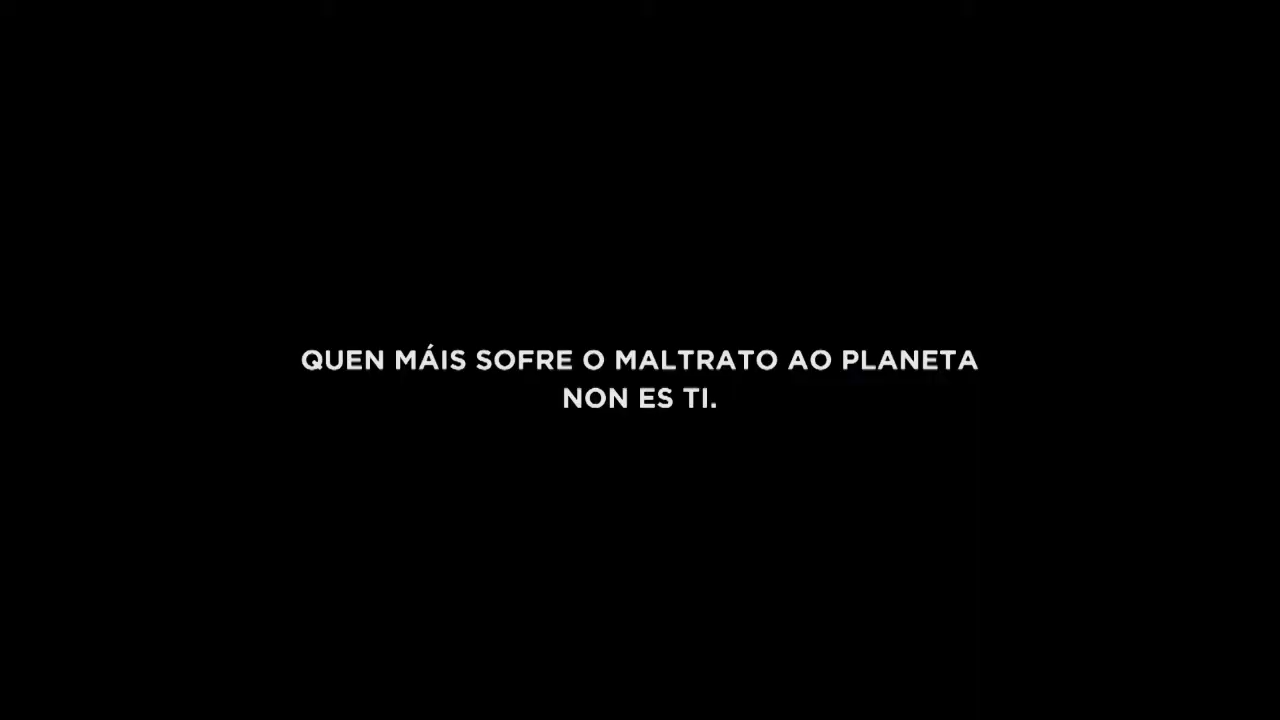 QUEN MÁIS SOFRE O MALTRATO AO PLANETA
NON ES TI.